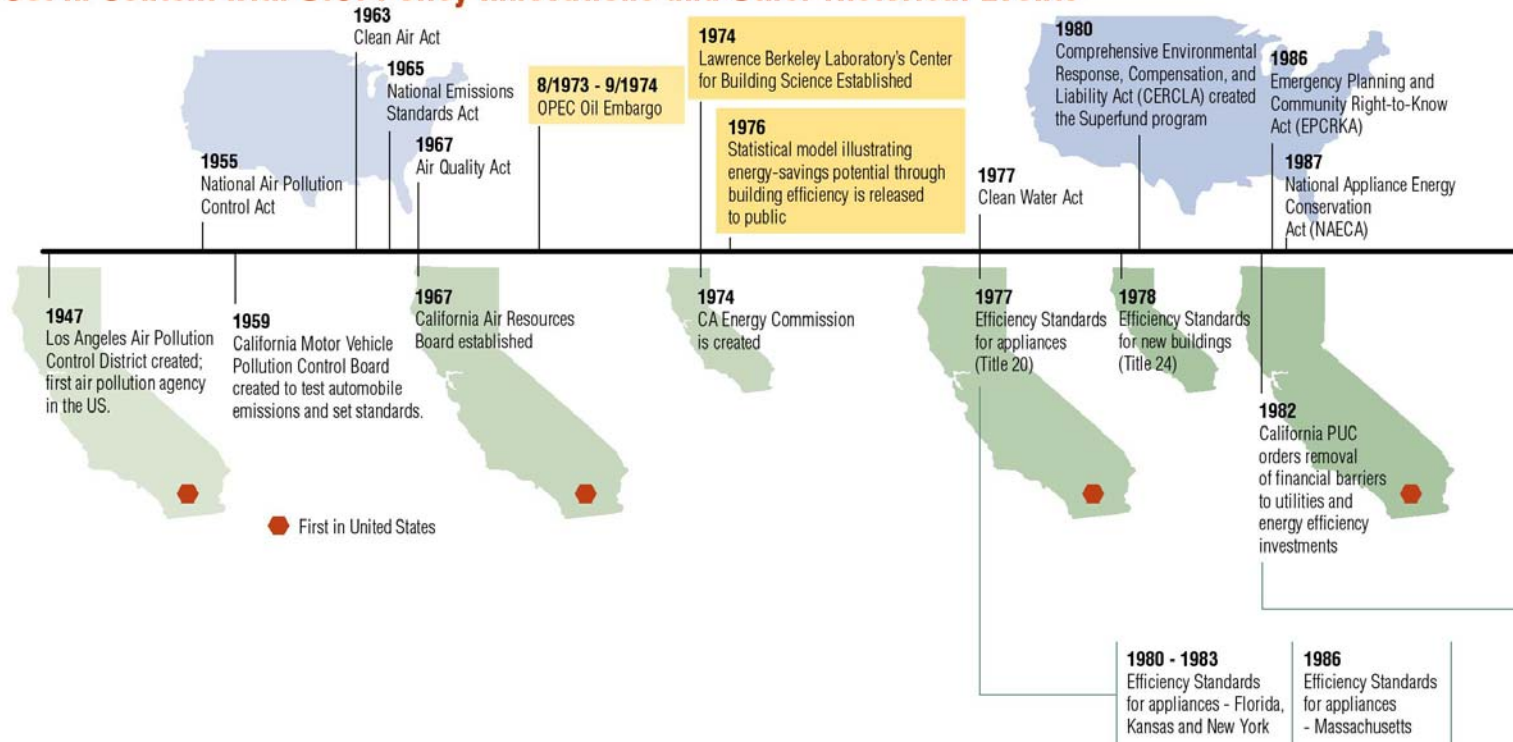 1963
Clean Air Act
1965
National Emissions
Standards Act
1967
Air Quality Act
1955
National Air Pollution
Control Act
8/1973 - 9/1974
OPEC Oil Embargo
1974
Lawrence Berkeley Laboratory's Center
for Building Science Established
1976
Statistical model illustrating
energy-savings potential through
building efficiency is released
to public
1977
Clean Water Act
1980
Comprehensive Environmental
Response, Compensation, and
Liability Act (CERCLA) created
the Superfund program
1986
Emergency Planning and
Community Right-to-Know
Act (EPCRKA)
1987
National Appliance Energy
Conservation
Act (NAECA)
1947
Los Angeles Air Pollution
Control District created;
first air pollution agency
in the US.
1959
California Motor Vehicle
Pollution Control Board
created to test automobile
emissions and set standards.
1967
California Air Resources
Board established
1974
CA Energy Commission
is created
1977
Efficiency Standards
for appliances
(Title 20)
1978
Efficiency Standards
for new buildings
(Title 24)
1982
California PUC
orders removal
of financial barriers
to utilities and
energy efficiency
investments
First in United States
1980 - 1983
Efficiency Standards
for appliances - Florida,
Kansas and New York
1986
Efficiency Standards
for appliances
- Massachusetts